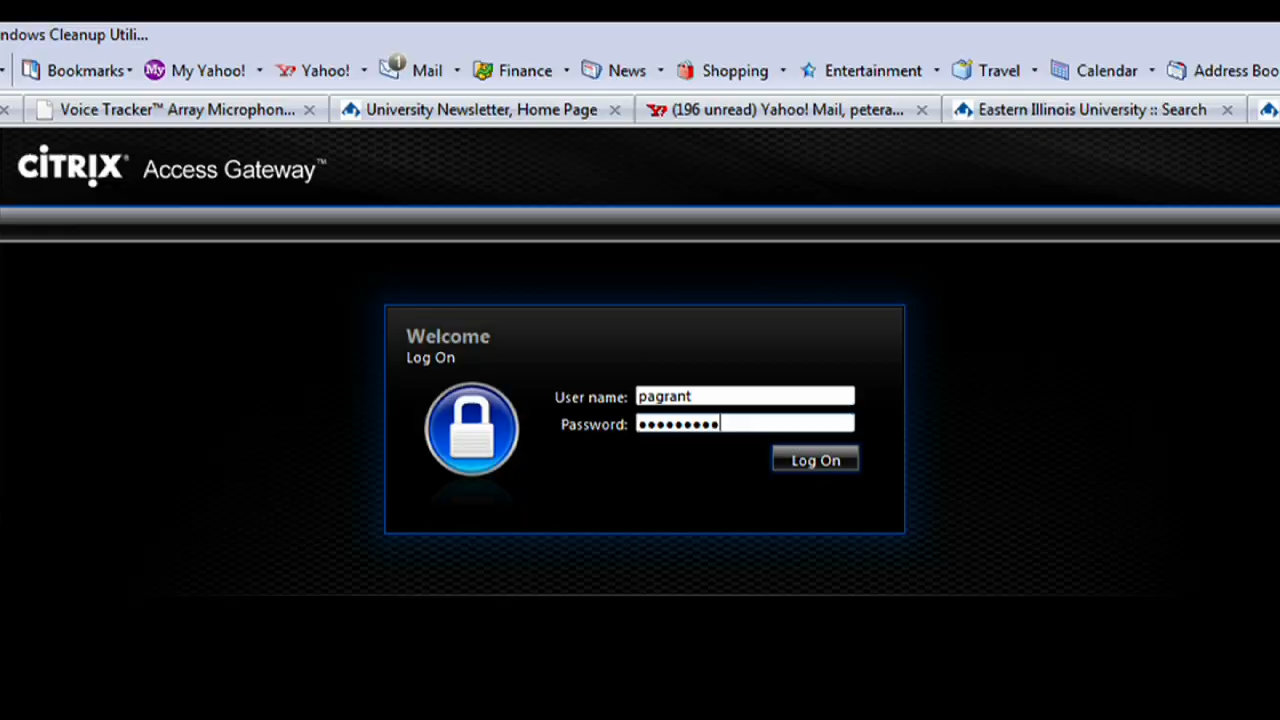 ndows Cleanup Utili...
Bookmarks My Yahoo! Yahoo! 1 Mail Finance News Shopping Entertainment Travel Calendar Address Boo
Voice Tracker™ Array Microphon... University Newsletter, Home Page (196 unread) Yahoo! Mail, petera... Eastern Illinois University :: Search
CITRIX® Access Gateway™
Welcome
Log On
User name: pagrant
Password: •••••••••
Log On